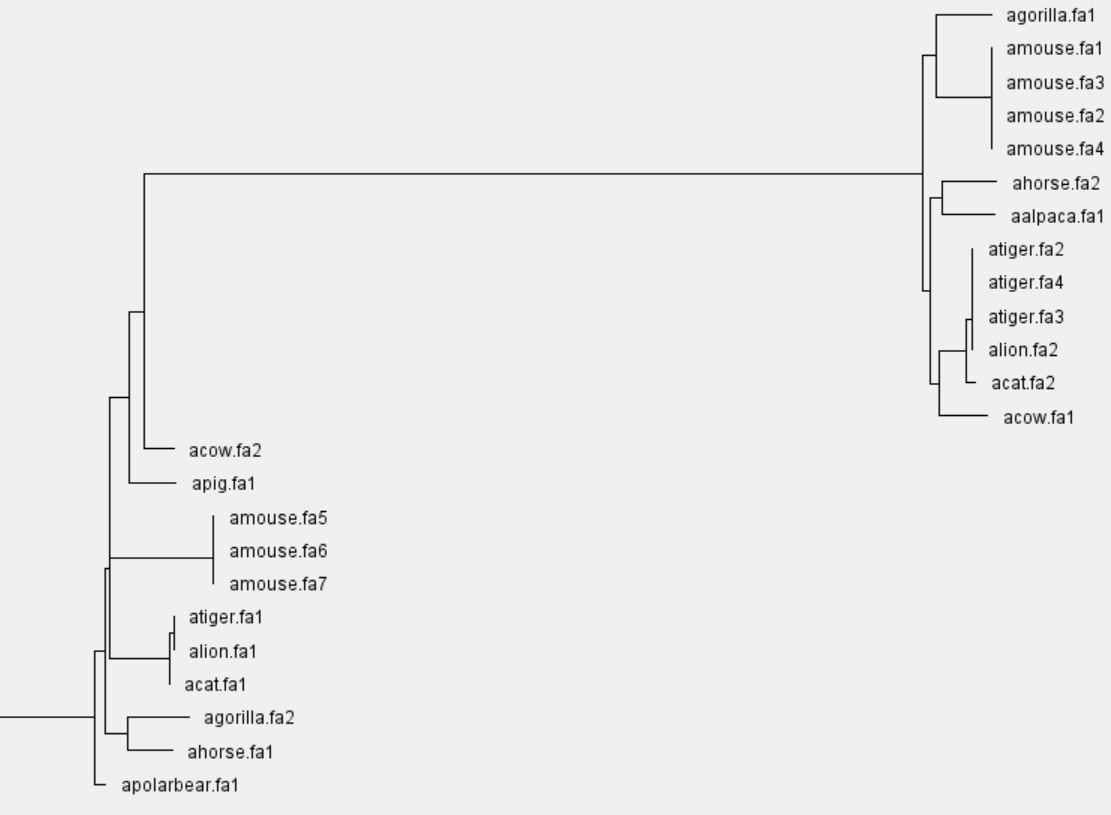 agorilla.fa1
amouse.fa1
amouse.fa3
amouse.fa2
amouse.fa4
ahorse.fa2
aalpaca.fa1
atiger.fa2
atiger.fa4
atiger.fa3
alion.fa2
acat.fa2
acow.fa1
acow.fa2
apig.fa1
amouse.fa5
amouse.fa6
amouse.fa7
atiger.fa1
alion.fa1
acat.fa1
agorilla.fa2
ahorse.fa1
apolarbear.fa1